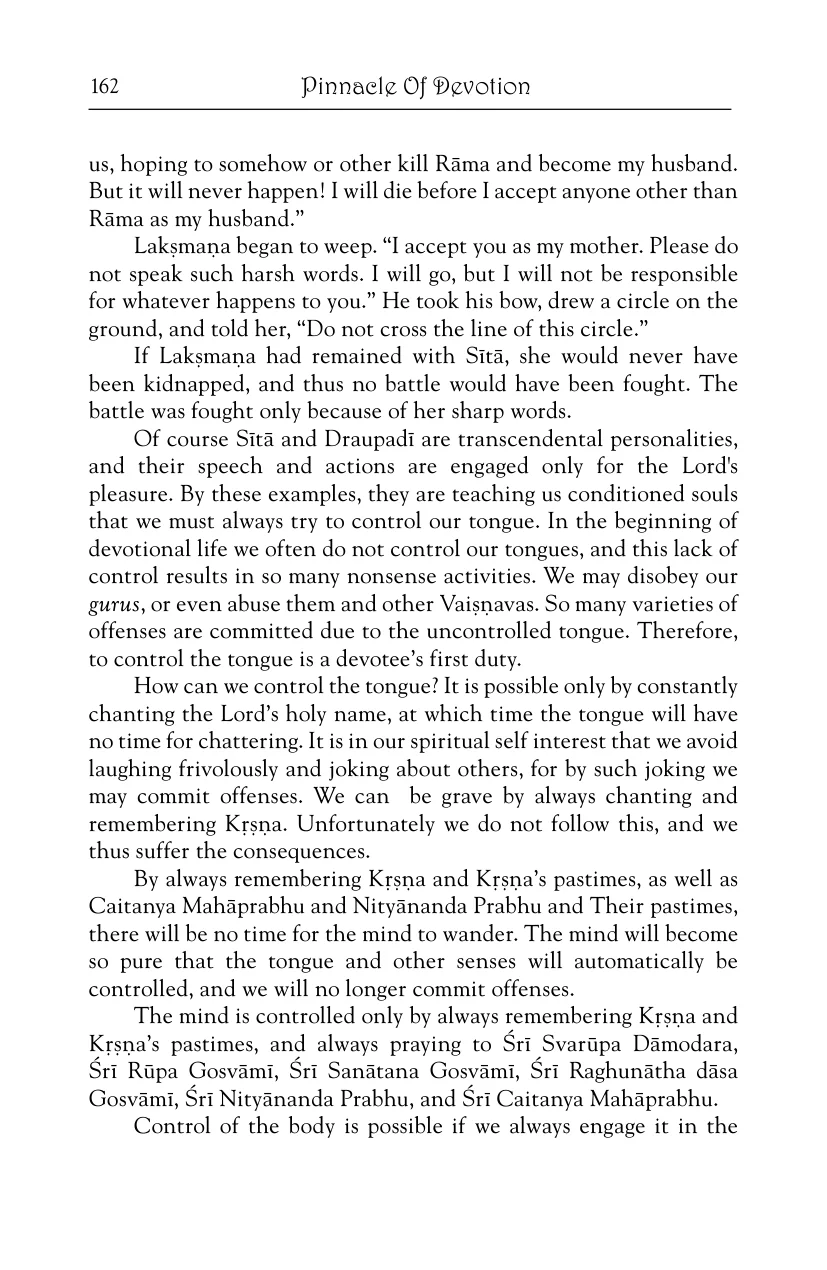 162 Pinnacle Of Devotion
us, hoping to somehow or other kill Rāma and become my husband.
But it will never happen! I will die before I accept anyone other than
Rāma as my husband.”
Lakṣmaṇa began to weep. “I accept you as my mother. Please do
not speak such harsh words. I will go, but I will not be responsible
for whatever happens to you.” He took his bow, drew a circle on the
ground, and told her, “Do not cross the line of this circle.”
If Lakṣmaṇa had remained with Sītā, she would never have
been kidnapped, and thus no battle would have been fought. The
battle was fought only because of her sharp words.
Of course Sītā and Draupadī are transcendental personalities,
and their speech and actions are engaged only for the Lord's
pleasure. By these examples, they are teaching us conditioned souls
that we must always try to control our tongue. In the beginning of
devotional life we often do not control our tongues, and this lack of
control results in so many nonsense activities. We may disobey our
gurus, or even abuse them and other Vaiṣṇavas. So many varieties of
offenses are committed due to the uncontrolled tongue. Therefore,
to control the tongue is a devotee’s first duty.
How can we control the tongue? It is possible only by constantly
chanting the Lord’s holy name, at which time the tongue will have
no time for chattering. It is in our spiritual self interest that we avoid
laughing frivolously and joking about others, for by such joking we
may commit offenses. We can be grave by always chanting and
remembering Kṛṣṇa. Unfortunately we do not follow this, and we
thus suffer the consequences.
By always remembering Kṛṣṇa and Kṛṣṇa’s pastimes, as well as
Caitanya Mahāprabhu and Nityānanda Prabhu and Their pastimes,
there will be no time for the mind to wander. The mind will become
so pure that the tongue and other senses will automatically be
controlled, and we will no longer commit offenses.
The mind is controlled only by always remembering Kṛṣṇa and
Kṛṣṇa’s pastimes, and always praying to Śrī Svarūpa Dāmodara,
Śrī Rūpa Gosvāmī, Śrī Sanātana Gosvāmī, Śrī Raghunātha dāsa
Gosvāmī, Śrī Nityānanda Prabhu, and Śrī Caitanya Mahāprabhu.
Control of the body is possible if we always engage it in the